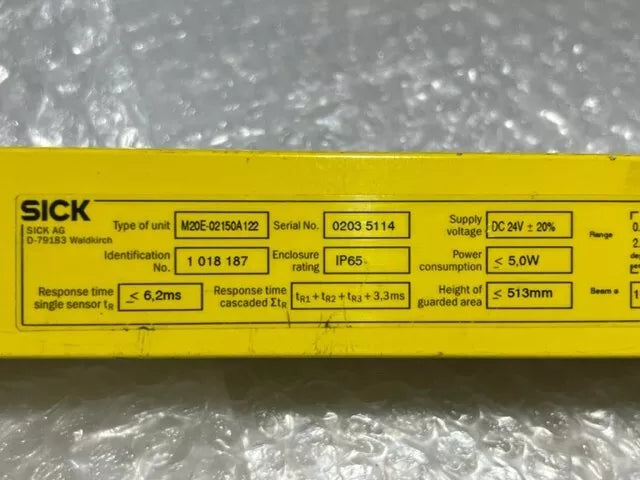 SICK
SICK AG
D-79183 Waldkirch
Type of unit M20E-02150A122 Serial No. 0203 5114 Supply voltage DC 24V ± 20% Range
Identification No. 1 018 187 Enclosure rating IP65 Power consumption ≤ 5,0W
Response time single sensor tR ≤ 6,2ms Response time cascaded ΣtR tR1+tR2+tR3+3,3ms Height of guarded area ≤ 513mm Beam